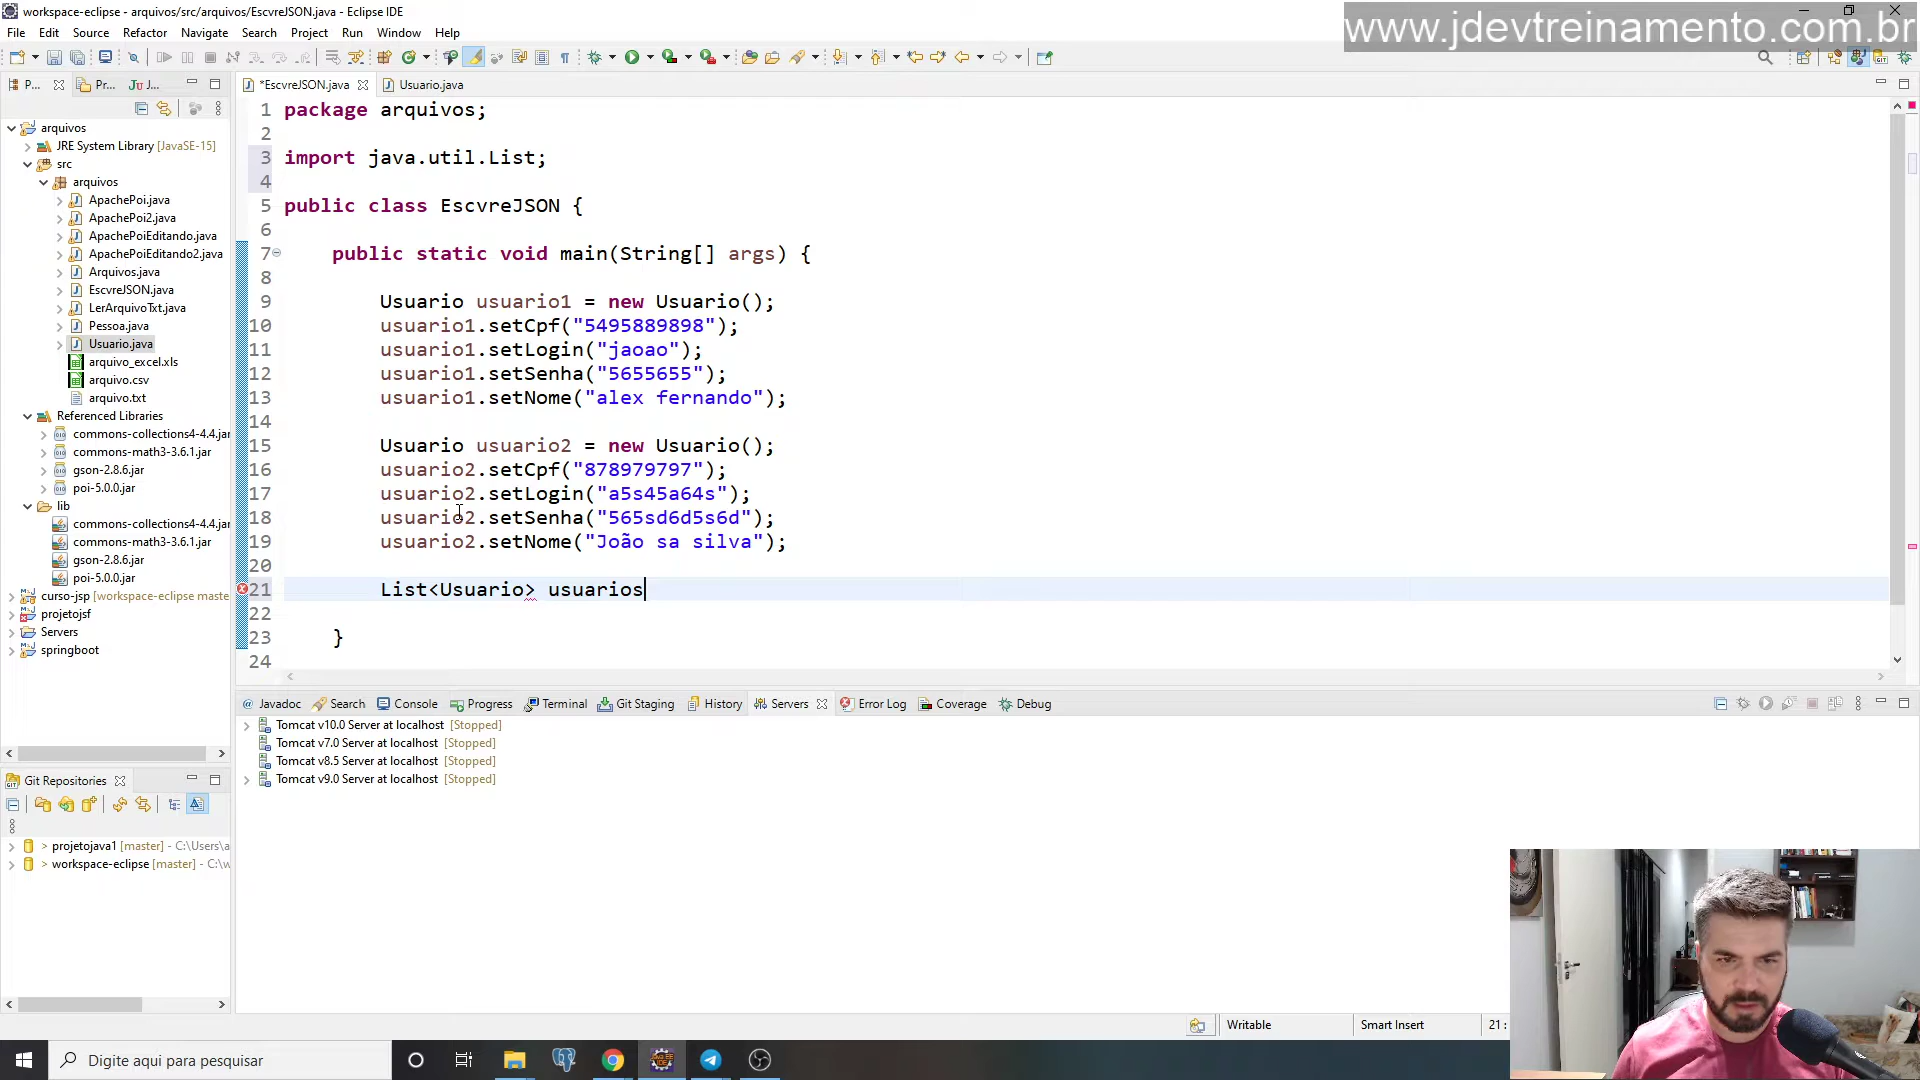 workspace-eclipse - arquivos/src/arquivos/EscvreJSON.java - Eclipse IDE
www.jdevtreinamento.com.br
File Edit Source Refactor Navigate Search Project Run Window Help
P... Pr... Ju J...
*EscvreJSON.java Usuario.java
arquivos
JRE System Library [JavaSE-15]
src
arquivos
ApachePoi.java
ApachePoi2.java
ApachePoiEditando.java
ApachePoiEditando2.java
Arquivos.java
EscvreJSON.java
LerArquivoTxt.java
Pessoa.java
Usuario.java
arquivo_excel.xls
arquivo.csv
arquivo.txt
Referenced Libraries
commons-collections4-4.4.jar
commons-math3-3.6.1.jar
gson-2.8.6.jar
poi-5.0.0.jar
lib
commons-collections4-4.4.jar
commons-math3-3.6.1.jar
gson-2.8.6.jar
poi-5.0.0.jar
curso-jsp [workspace-eclipse maste
projetojsf
Servers
springboot
1 package arquivos;
2
3 import java.util.List;
4
5 public class EscvreJSON {
6
7 public static void main(String[] args) {
8
9 Usuario usuario1 = new Usuario();
10 usuario1.setCpf("5495889898");
11 usuario1.setLogin("jaoao");
12 usuario1.setSenha("5655655");
13 usuario1.setNome("alex fernando");
14
15 Usuario usuario2 = new Usuario();
16 usuario2.setCpf("878979797");
17 usuario2.setLogin("a5s45a64s");
18 usuario2.setSenha("565sd6d5s6d");
19 usuario2.setNome("João sa silva");
20
21 List<Usuario> usuarios
22
23 }
24
@ Javadoc Search Console Progress Terminal Git Staging History Servers Error Log Coverage Debug
Tomcat v10.0 Server at localhost [Stopped]
Tomcat v7.0 Server at localhost [Stopped]
Tomcat v8.5 Server at localhost [Stopped]
Tomcat v9.0 Server at localhost [Stopped]
Git Repositories
> projetojava1 [master] - C:\Users\a
> workspace-eclipse [master] - C:\w
Writable Smart Insert 21 :
Digite aqui para pesquisar